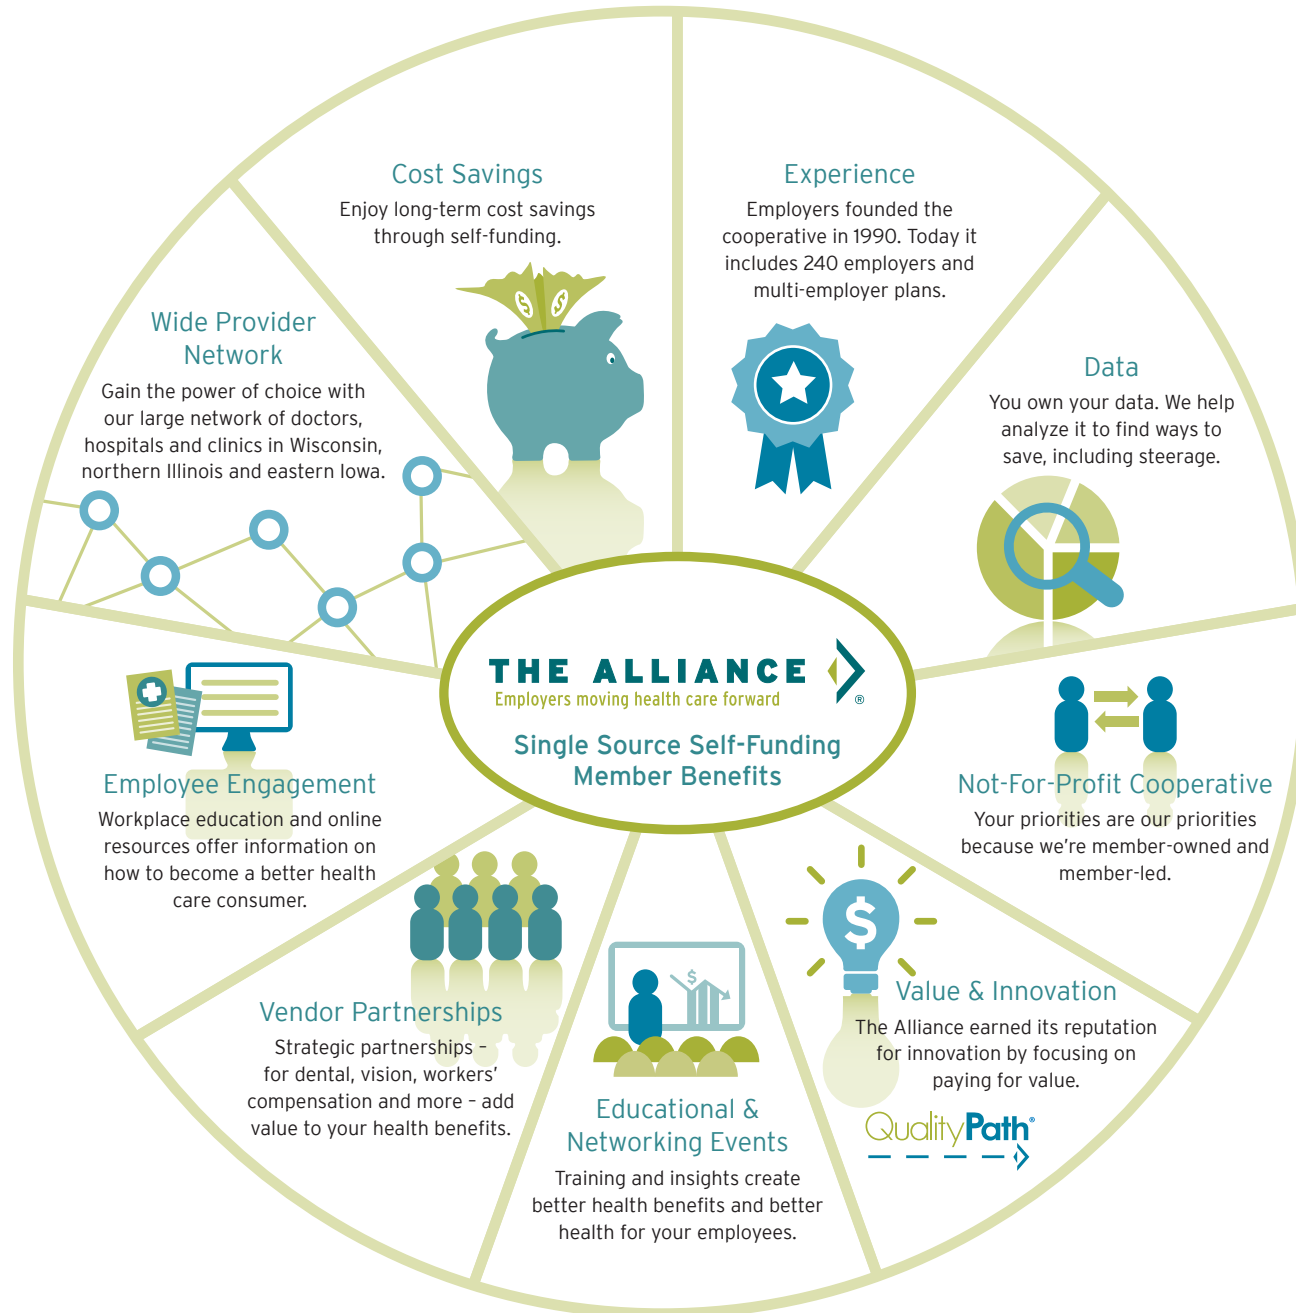 Cost Savings
Enjoy long-term cost savings
through self-funding.
Experience
Employers founded the
cooperative in 1990. Today it
includes 240 employers and
multi-employer plans.
Data
You own your data. We help
analyze it to find ways to
save, including steerage.
Not-For-Profit Cooperative
Your priorities are our priorities
because we're member-owned and
member-led.
$
Value & Innovation
The Alliance earned its reputation
for innovation by focusing on
paying for value.
QualityPath®
$
Educational &
Networking Events
Training and insights create
better health benefits and better
health for your employees.
Vendor Partnerships
Strategic partnerships –
for dental, vision, workers'
compensation and more – add
value to your health benefits.
Employee Engagement
Workplace education and online
resources offer information on
how to become a better health
care consumer.
Wide Provider
Network
Gain the power of choice with
our large network of doctors,
hospitals and clinics in Wisconsin,
northern Illinois and eastern Iowa.
$ $
THE ALLIANCE ®
Employers moving health care forward
Single Source Self-Funding
Member Benefits